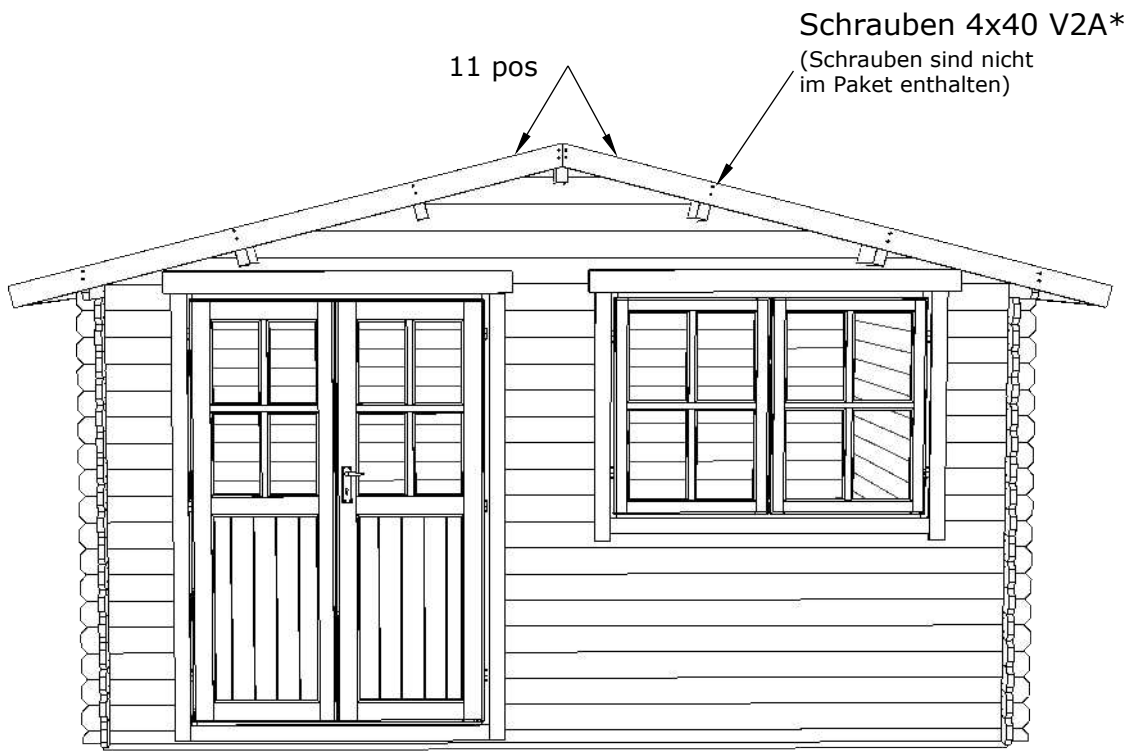 Schrauben 4x40 V2A*
(Schrauben sind nicht
im Paket enthalten)
11 pos